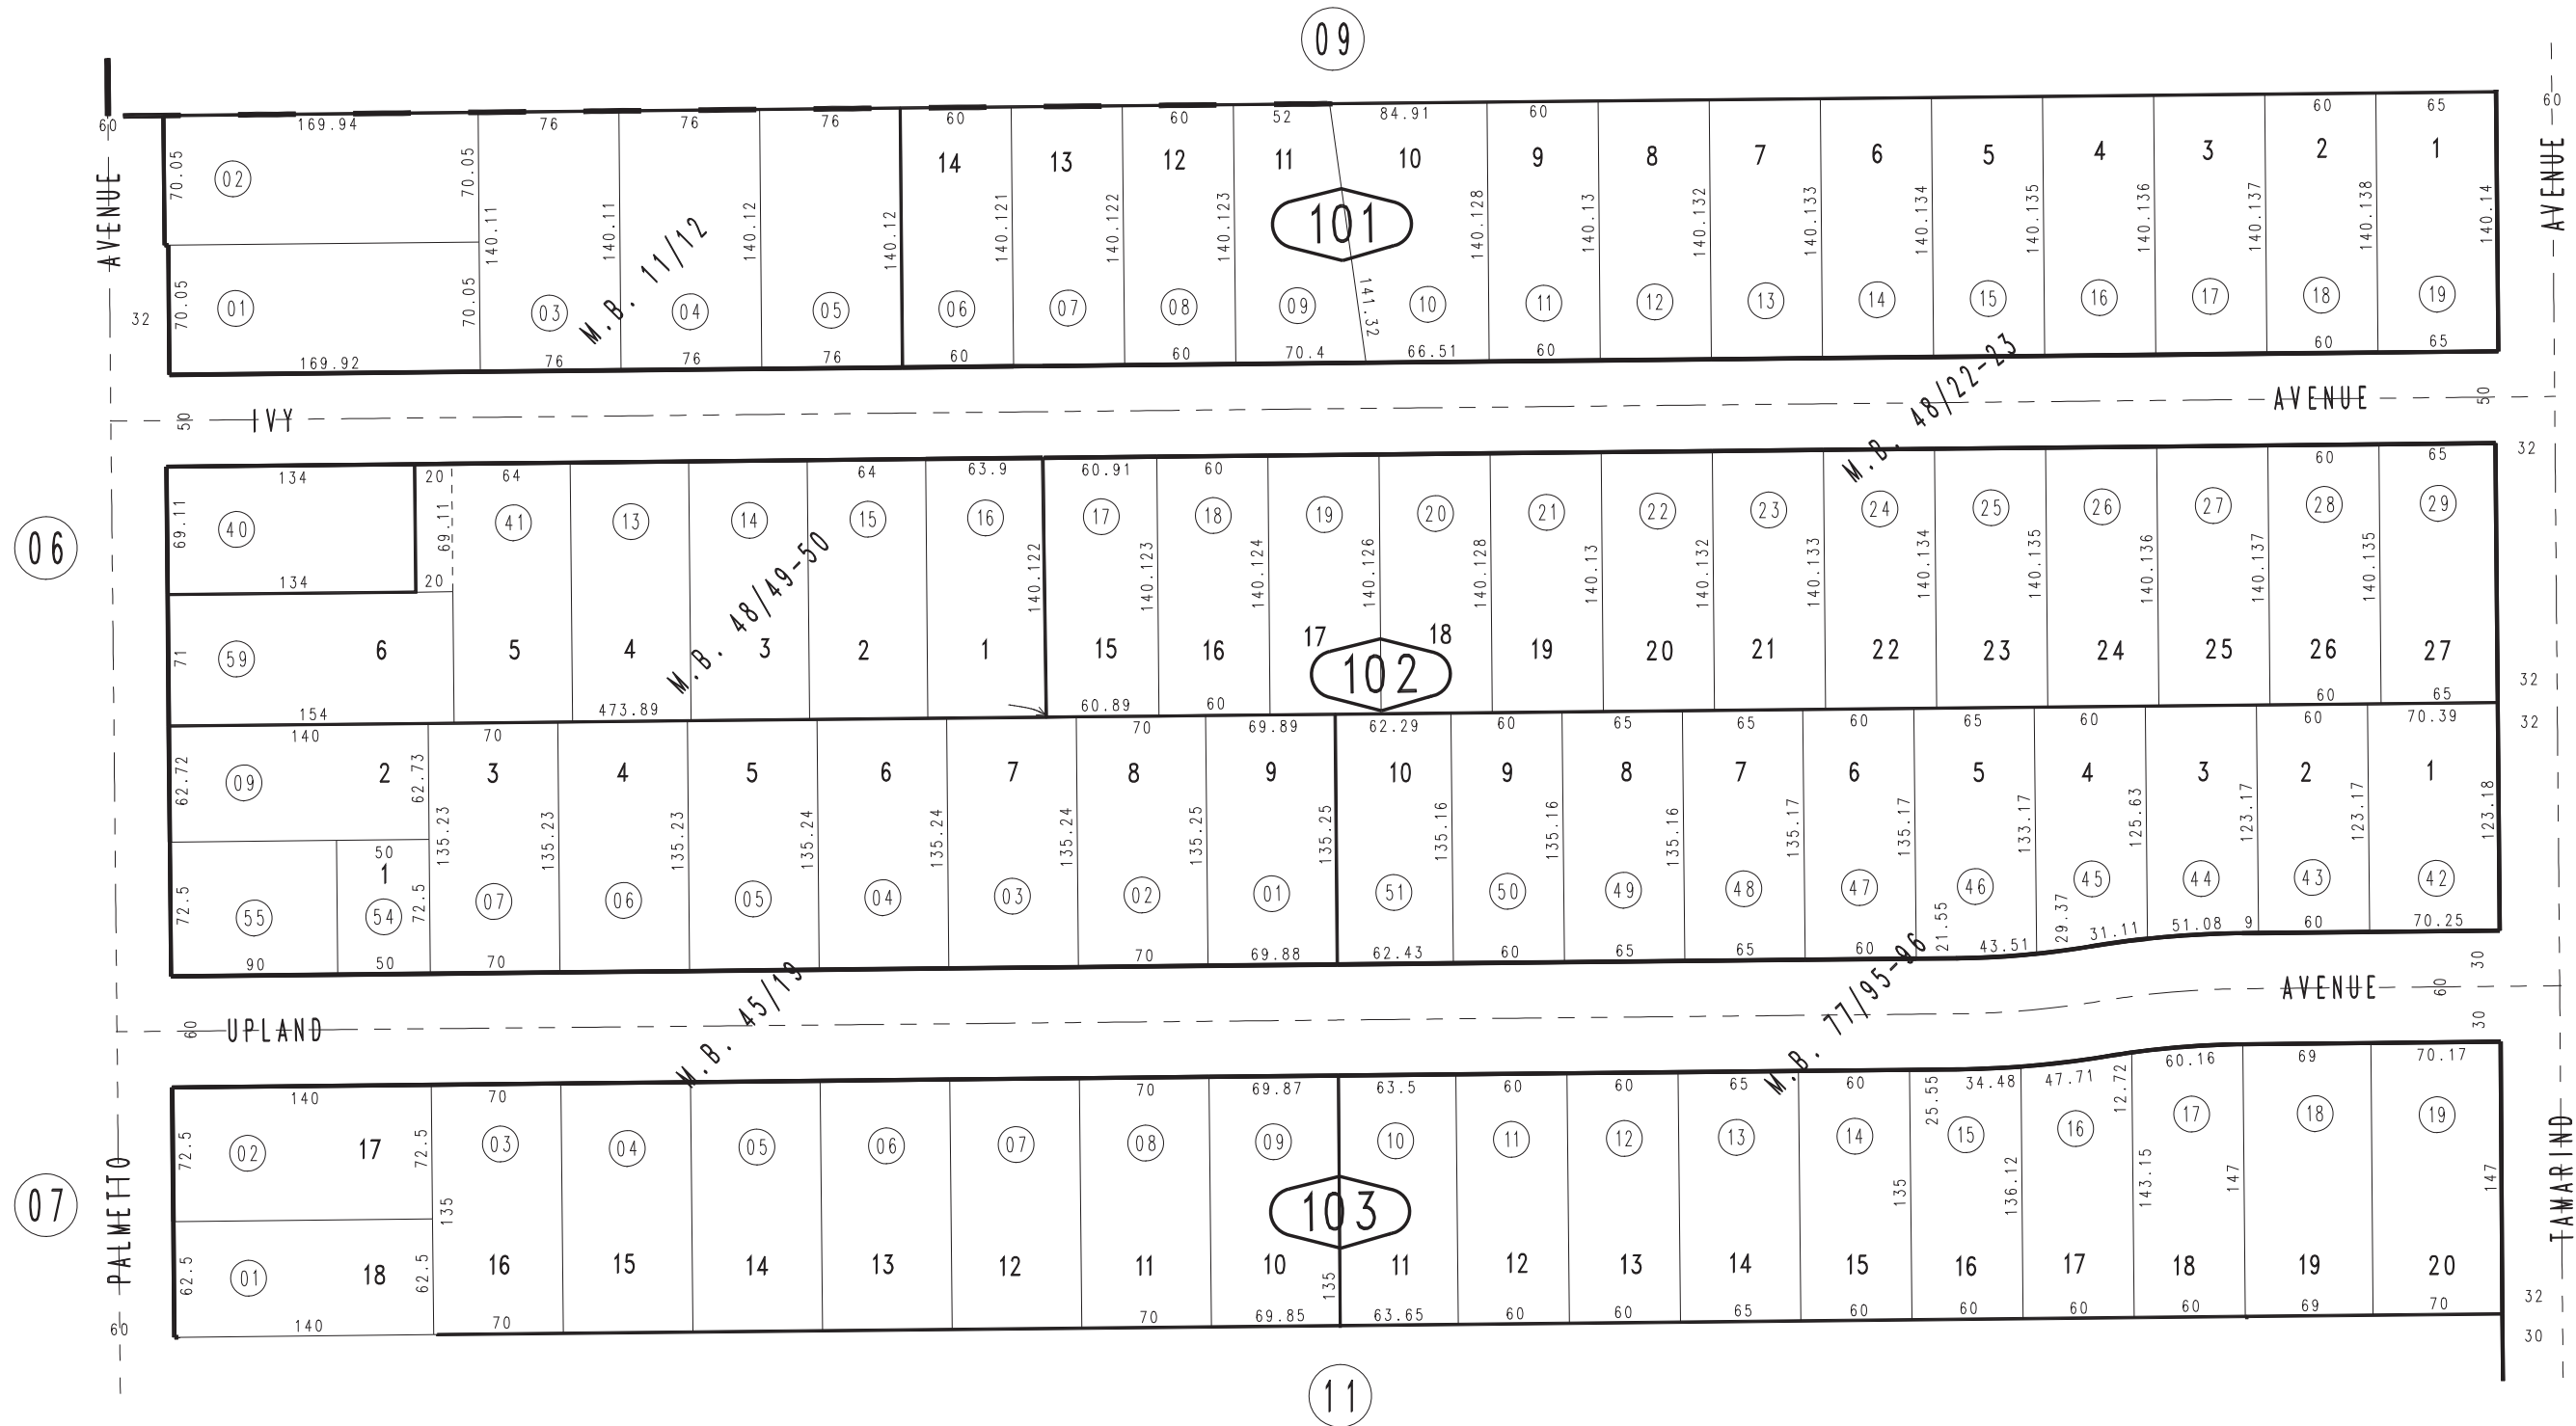 09
60 169.94 76 76 76 60 60 52 84.91 60 60 65 60
14 13 12 11 10 9 8 7 6 5 4 3 2 1
AVENUE 70.05 02 70.05 140.11 140.11 140.12 140.12 140.121 140.122 140.123 101 140.128 140.13 140.132 140.133 140.134 140.135 140.136 140.137 140.138 140.14 AVENUE
M.B. 11/12
32 70.05 01 70.05 03 04 05 06 07 08 09 141.32 10 11 12 13 14 15 16 17 18 19
169.92 76 76 76 60 60 70.4 66.51 60 60 65
M.B. 48/22-23
50 IVY AVENUE 50
32
134 20 64 64 63.9 60.91 60 60 65
06 69.11 40 69.11 41 13 14 15 16 17 18 19 20 21 22 23 24 25 26 27 28 29
140.122 140.123 140.124 140.126 140.128 140.13 140.132 140.133 140.134 140.135 140.136 140.137 140.135
134 20
M.B. 48/49-50
71 59 6 5 4 3 2 1 15 16 17 18 19 20 21 22 23 24 25 26 27
102
32
154 473.89 60.89 60 60 65
140 70 70 69.89 62.29 60 65 65 60 65 60 60 70.39 32
62.72 09 2 62.73 3 4 5 6 7 8 9 10 9 8 7 6 5 4 3 2 1
135.23 135.23 135.23 135.24 135.24 135.24 135.25 135.25 135.16 135.16 135.16 135.17 135.17 133.17 125.63 123.17 123.17 123.18
50
1
72.5 55 54 72.5 07 06 05 04 03 02 01 51 50 49 48 47 46 45 44 43 42
21.55 29.37
90 50 70 70 69.88 62.43 60 65 65 60 43.51 31.11 51.08 9 60 70.25
30
M.B. 45/19
M.B. 77/95-96
60 UPLAND AVENUE 60
30
140 70 70 69.87 63.5 60 60 65 60 34.48 47.71 60.16 69 70.17
25.55 12.72
72.5 02 17 72.5 03 04 05 06 07 08 09 10 11 12 13 14 15 16 17 18 19
07 PALMETTO 135 103 135 136.12 143.15 147 147 TAMARIND
62.5 01 18 62.5 16 15 14 13 12 11 10 135 11 12 13 14 15 16 17 18 19 20
32
60 140 70 70 69.85 63.65 60 60 65 60 60 60 60 69 70
30
11
60